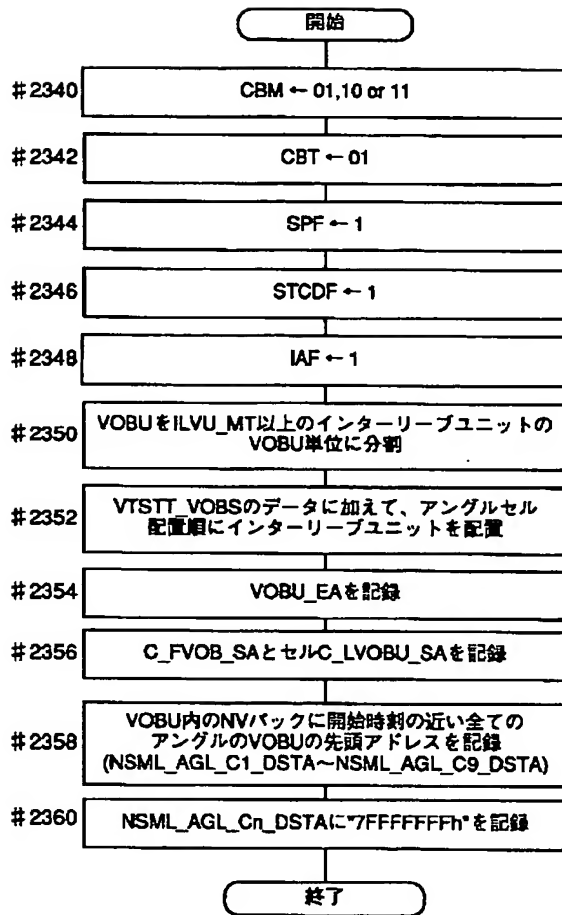 開始
#2340
CBM ← 01,10 or 11
#2342
CBT ← 01
#2344
SPF ← 1
#2346
STCDF ← 1
#2348
IAF ← 1
#2350
VOBUをILVU_MT以上のインターリーブユニットの
VOBU単位に分割
#2352
VTSTT_VOBSのデータに加えて、アングルセル
配置順にインターリーブユニットを配置
#2354
VOBU_EAを記録
#2356
C_FVOB_SAとセルC_LVOBU_SAを記録
#2358
VOBU内のNVパックに開始時刻の近い全ての
アングルのVOBUの先頭アドレスを記録
(NSML_AGL_C1_DSTA～NSML_AGL_C9_DSTA)
#2360
NSML_AGL_Cn_DSTAに"7FFFFFFFh"を記録
終了